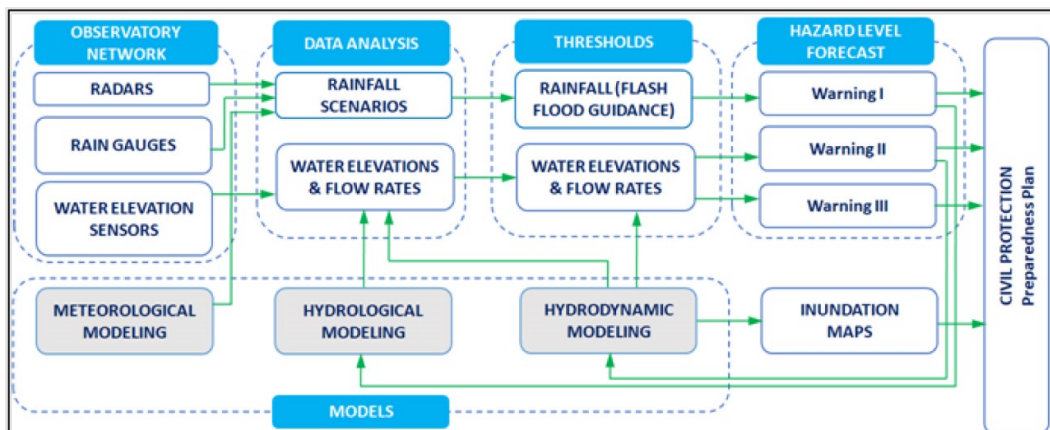 OBSERVATORY
NETWORK
DATA ANALYSIS
THRESHOLDS
HAZARD LEVEL
FORECAST
RADARS
RAIN GAUGES
WATER ELEVATION
SENSORS
RAINFALL
SCENARIOS
WATER ELEVATIONS
& FLOW RATES
RAINFALL (FLASH
FLOOD GUIDANCE)
WATER ELEVATIONS
& FLOW RATES
Warning I
Warning II
Warning III
METEOROLOGICAL
MODELING
HYDROLOGICAL
MODELING
HYDRODYNAMIC
MODELING
INUNDATION
MAPS
MODELS
CIVIL PROTECTION
Preparedness Plan